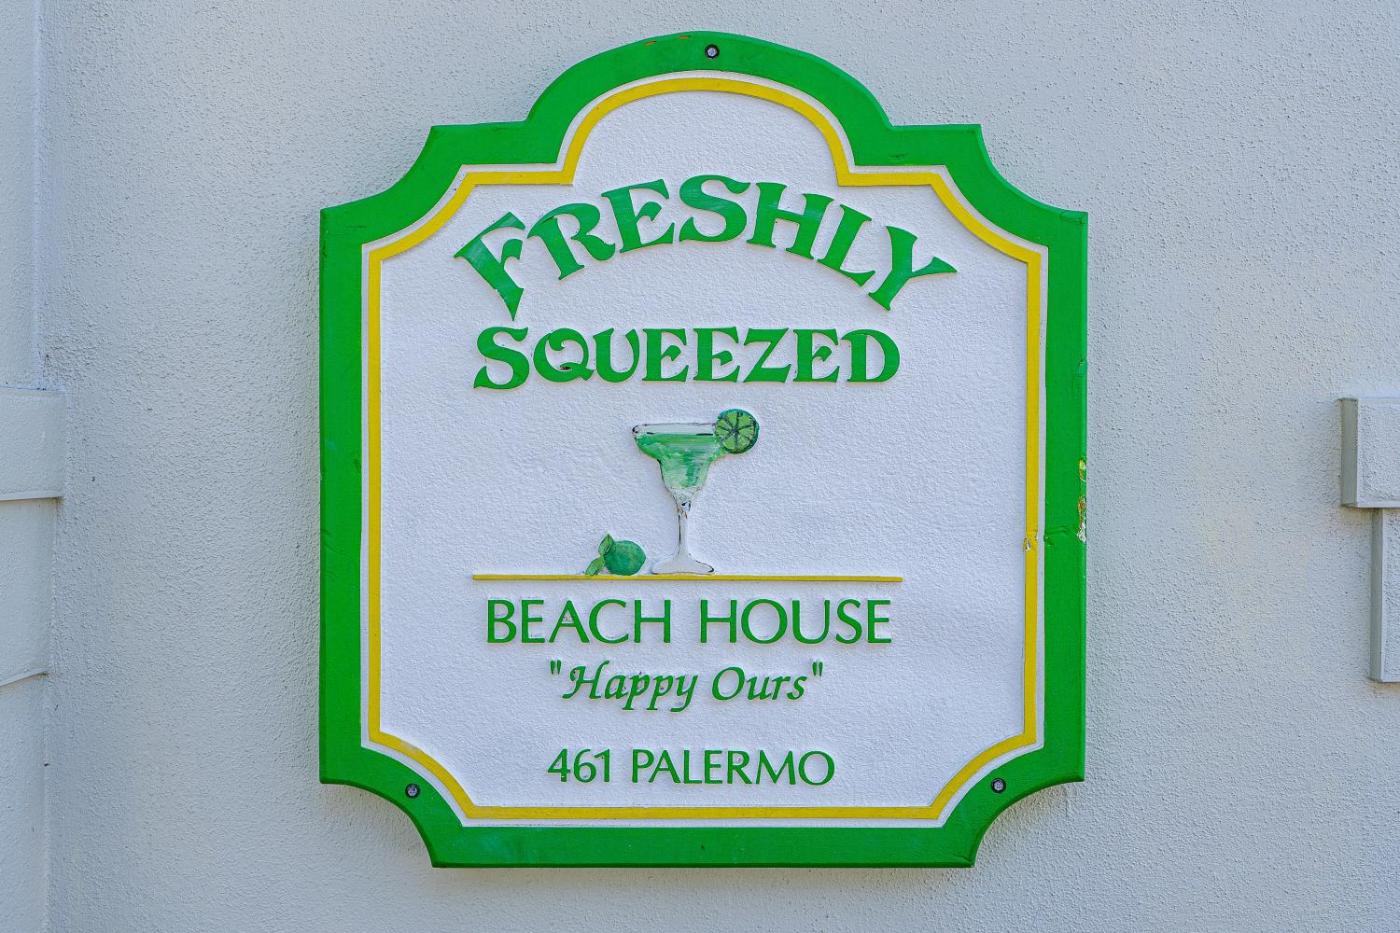 FRESHLY
SQUEEZED
BEACH HOUSE
"Happy Ours"
461 PALERMO